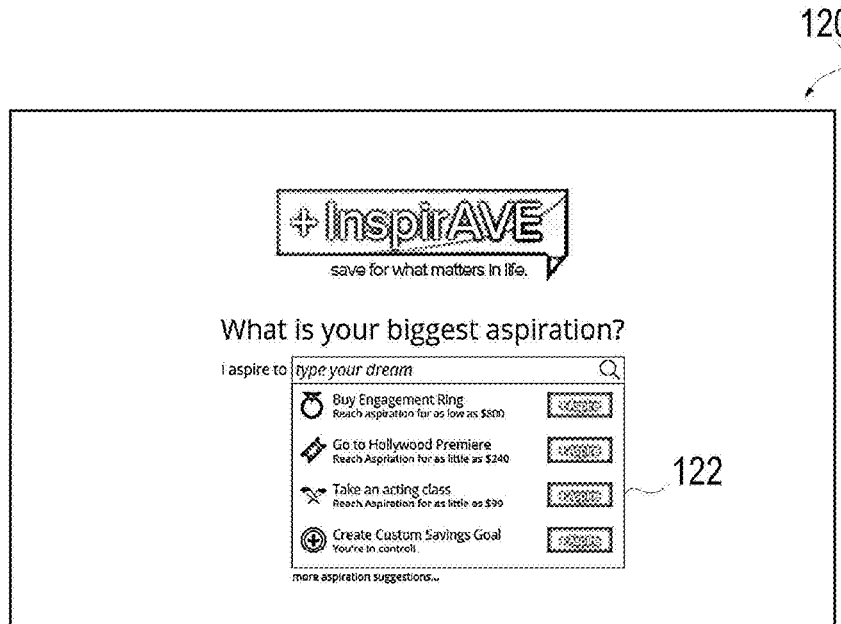 120
+ InspirAVE
save for what matters in life.
What is your biggest aspiration?
i aspire to type your dream
Buy Engagement Ring
Reach aspiration for as low as $800
Go to Hollywood Premiere
Reach Aspiration for as little as $240
Take an acting class
Reach Aspiration for as little as $99
122
Create Custom Savings Goal
You're in control!
more aspiration suggestions...